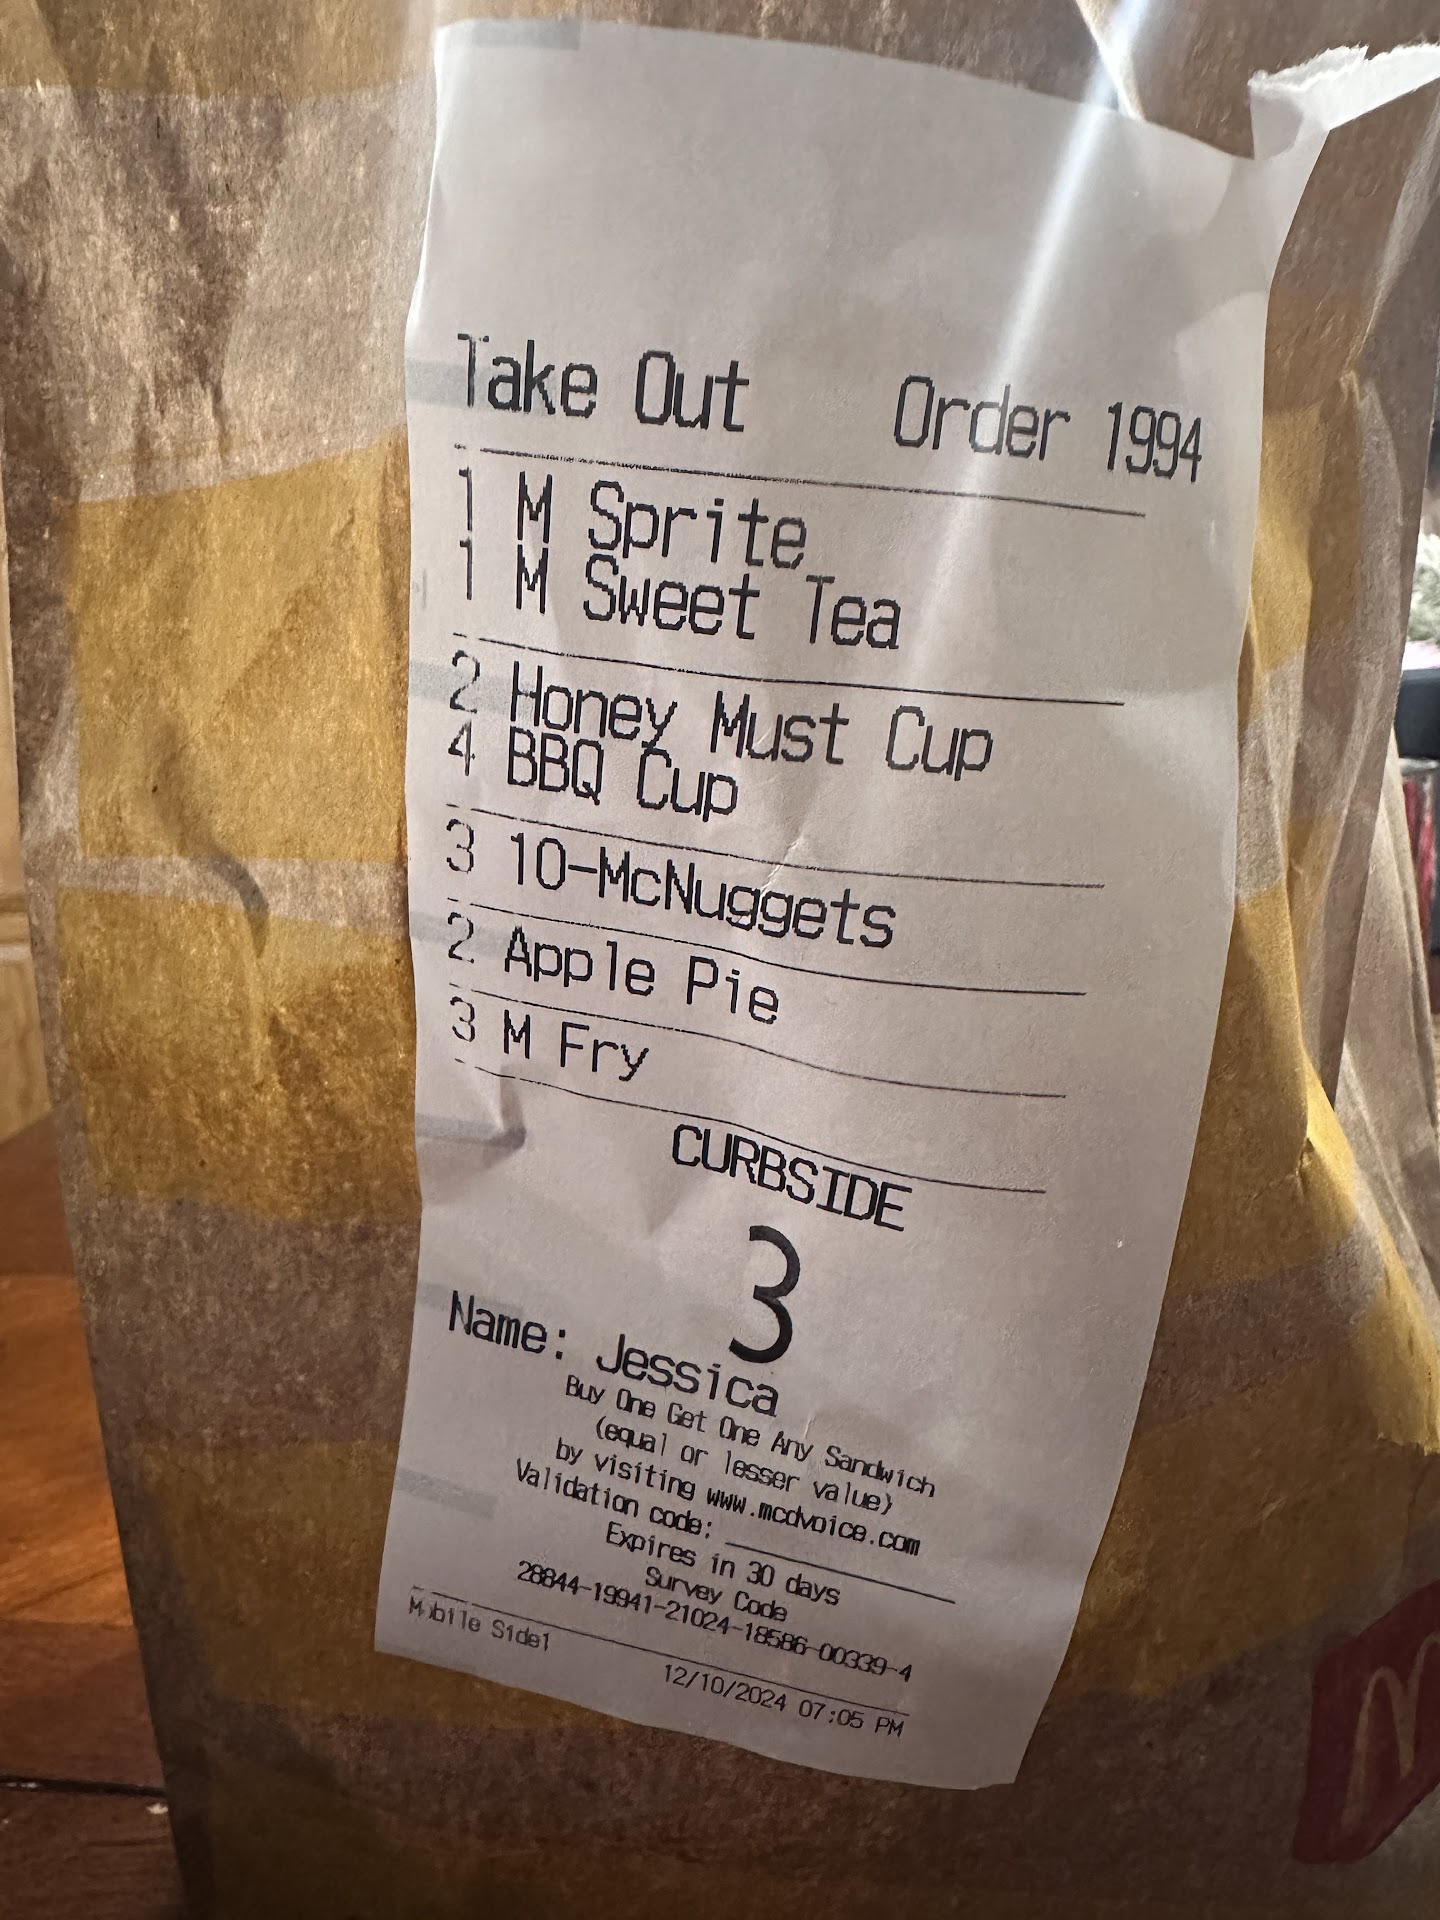 Take Out Order 1994
1 M Sprite
1 M Sweet Tea
2 Honey Must Cup
4 BBQ Cup
3 10-McNuggets
2 Apple Pie
3 M Fry
CURBSIDE
3
Name: Jessica
Buy One Get One Any Sandwich
(equal or lesser value)
by visiting www.mcdvoice.com
Validation code:
Expires in 30 days
Survey Code
28844-19941-21024-18586-00339-4
Mobile Side1
12/10/2024 07:05 PM